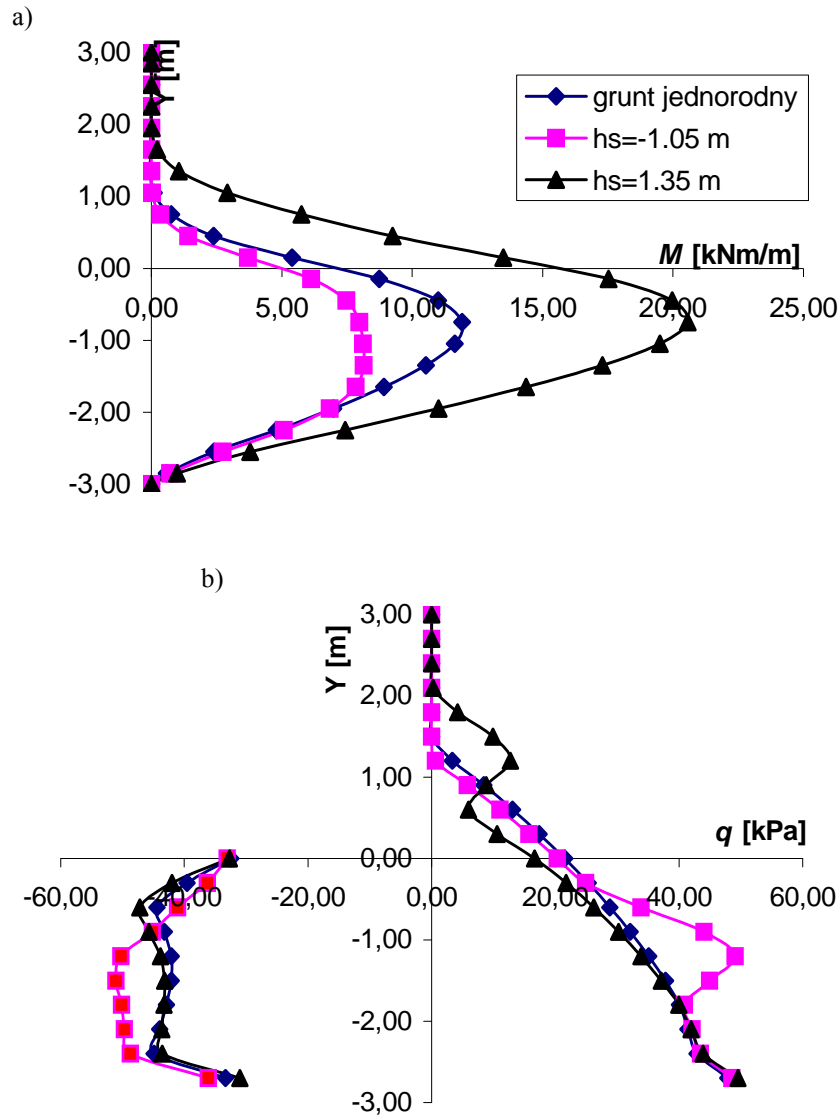 a)
3,00
Y [m]
2,00
1,00
0,00
-1,00
-2,00
-3,00
grunt jednorodny
hs=-1.05 m
hs=1.35 m
M [kNm/m]
0,00 5,00 10,00 15,00 20,00 25,00
b)
3,00
Y [m]
2,00
1,00
0,00
-1,00
-2,00
-3,00
q [kPa]
-60,00 -40,00 -20,00 0,00 20,00 40,00 60,00